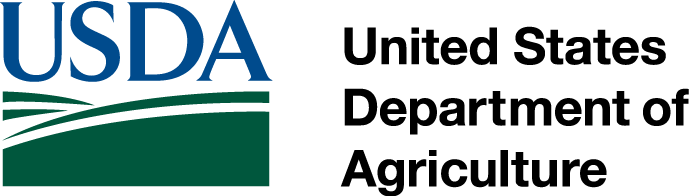 USDA
United States
Department of
Agriculture